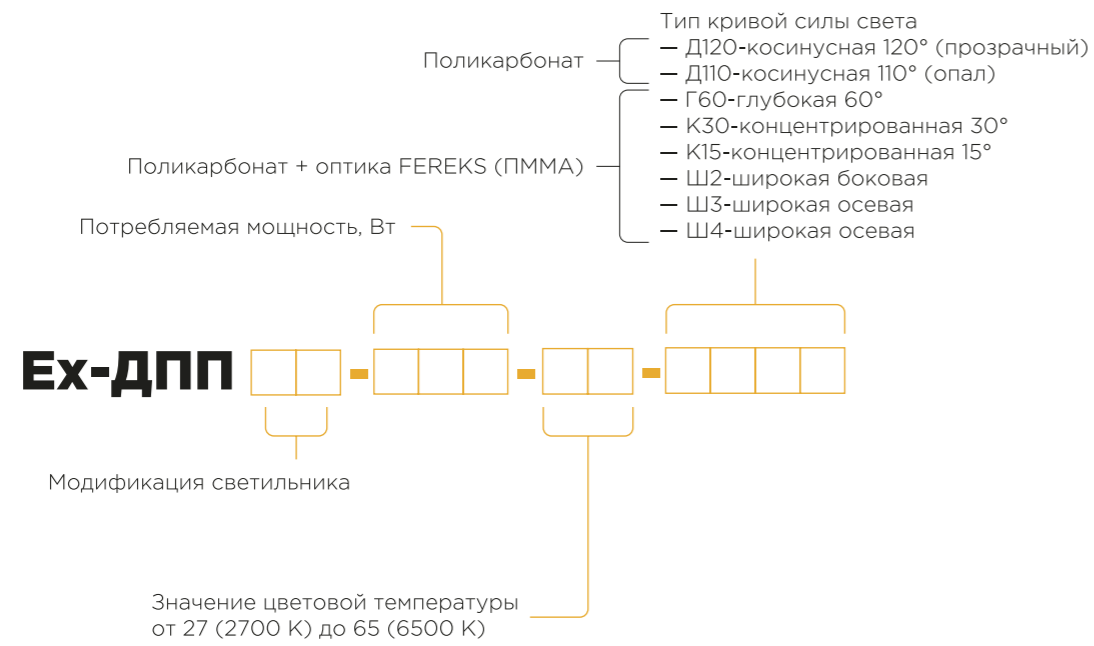 Тип кривой силы света
Поликарбонат
— Д120-косинусная 120° (прозрачный)
— Д110-косинусная 110° (опал)
Поликарбонат + оптика FEREKS (ПММА)
— Г60-глубокая 60°
— К30-концентрированная 30°
— К15-концентрированная 15°
— Ш2-широкая боковая
— Ш3-широкая осевая
— Ш4-широкая осевая
Потребляемая мощность, Вт
Ex-ДПП - - -
Модификация светильника
Значение цветовой температуры
от 27 (2700 К) до 65 (6500 К)